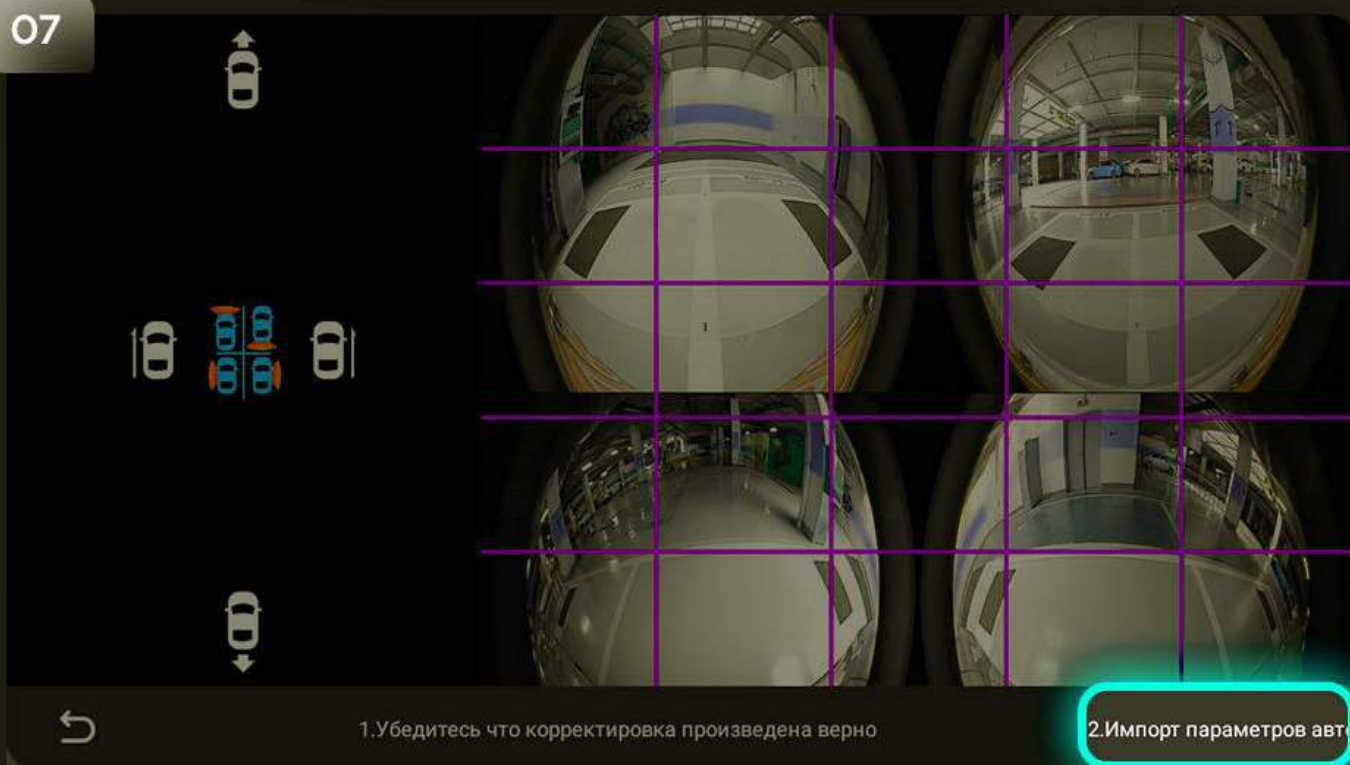 07
1.Убедитесь что корректировка произведена верно
2.Импорт параметров авт